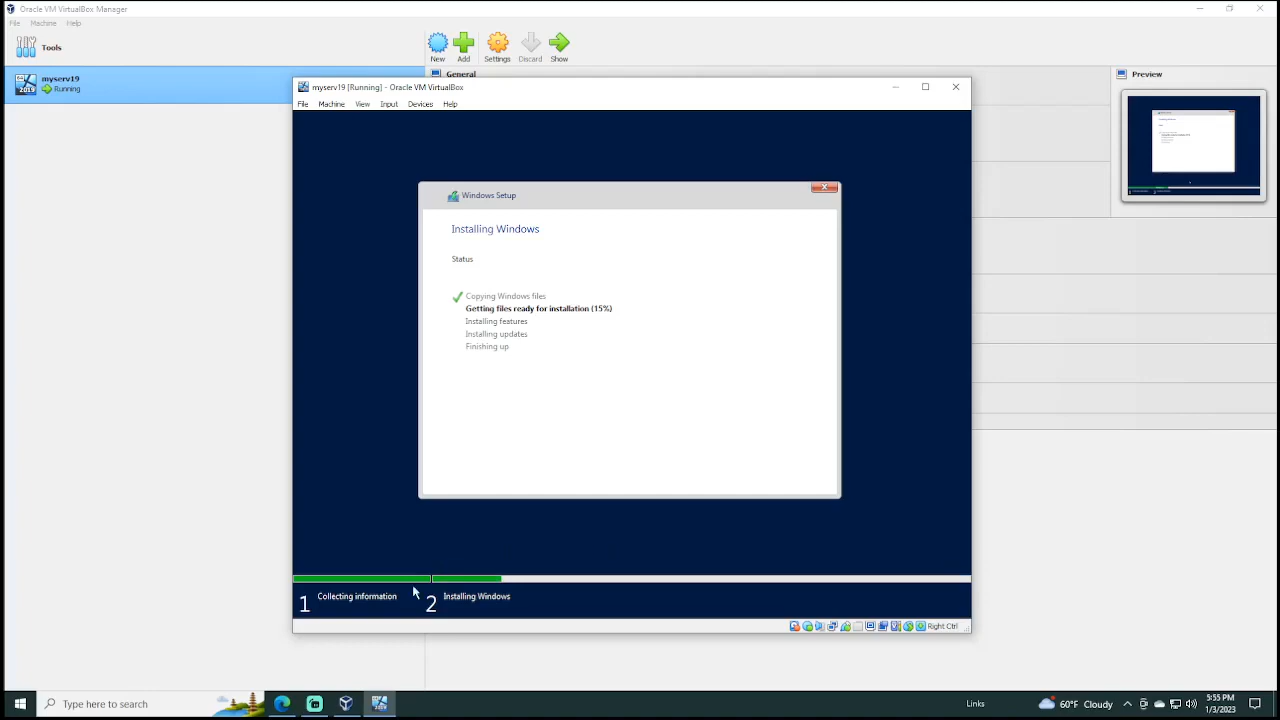 Oracle VM VirtualBox Manager
File Machine Help
Tools
New Add Settings Discard Show
myserv19
Running
General
Preview
myserv19 [Running] - Oracle VM VirtualBox
File Machine View Input Devices Help
Windows Setup
Installing Windows
Status
Copying Windows files
Getting files ready for installation (15%)
Installing features
Installing updates
Finishing up
1 Collecting information 2 Installing Windows
Right Ctrl
Type here to search
Links
60°F Cloudy
5:55 PM
1/3/2023